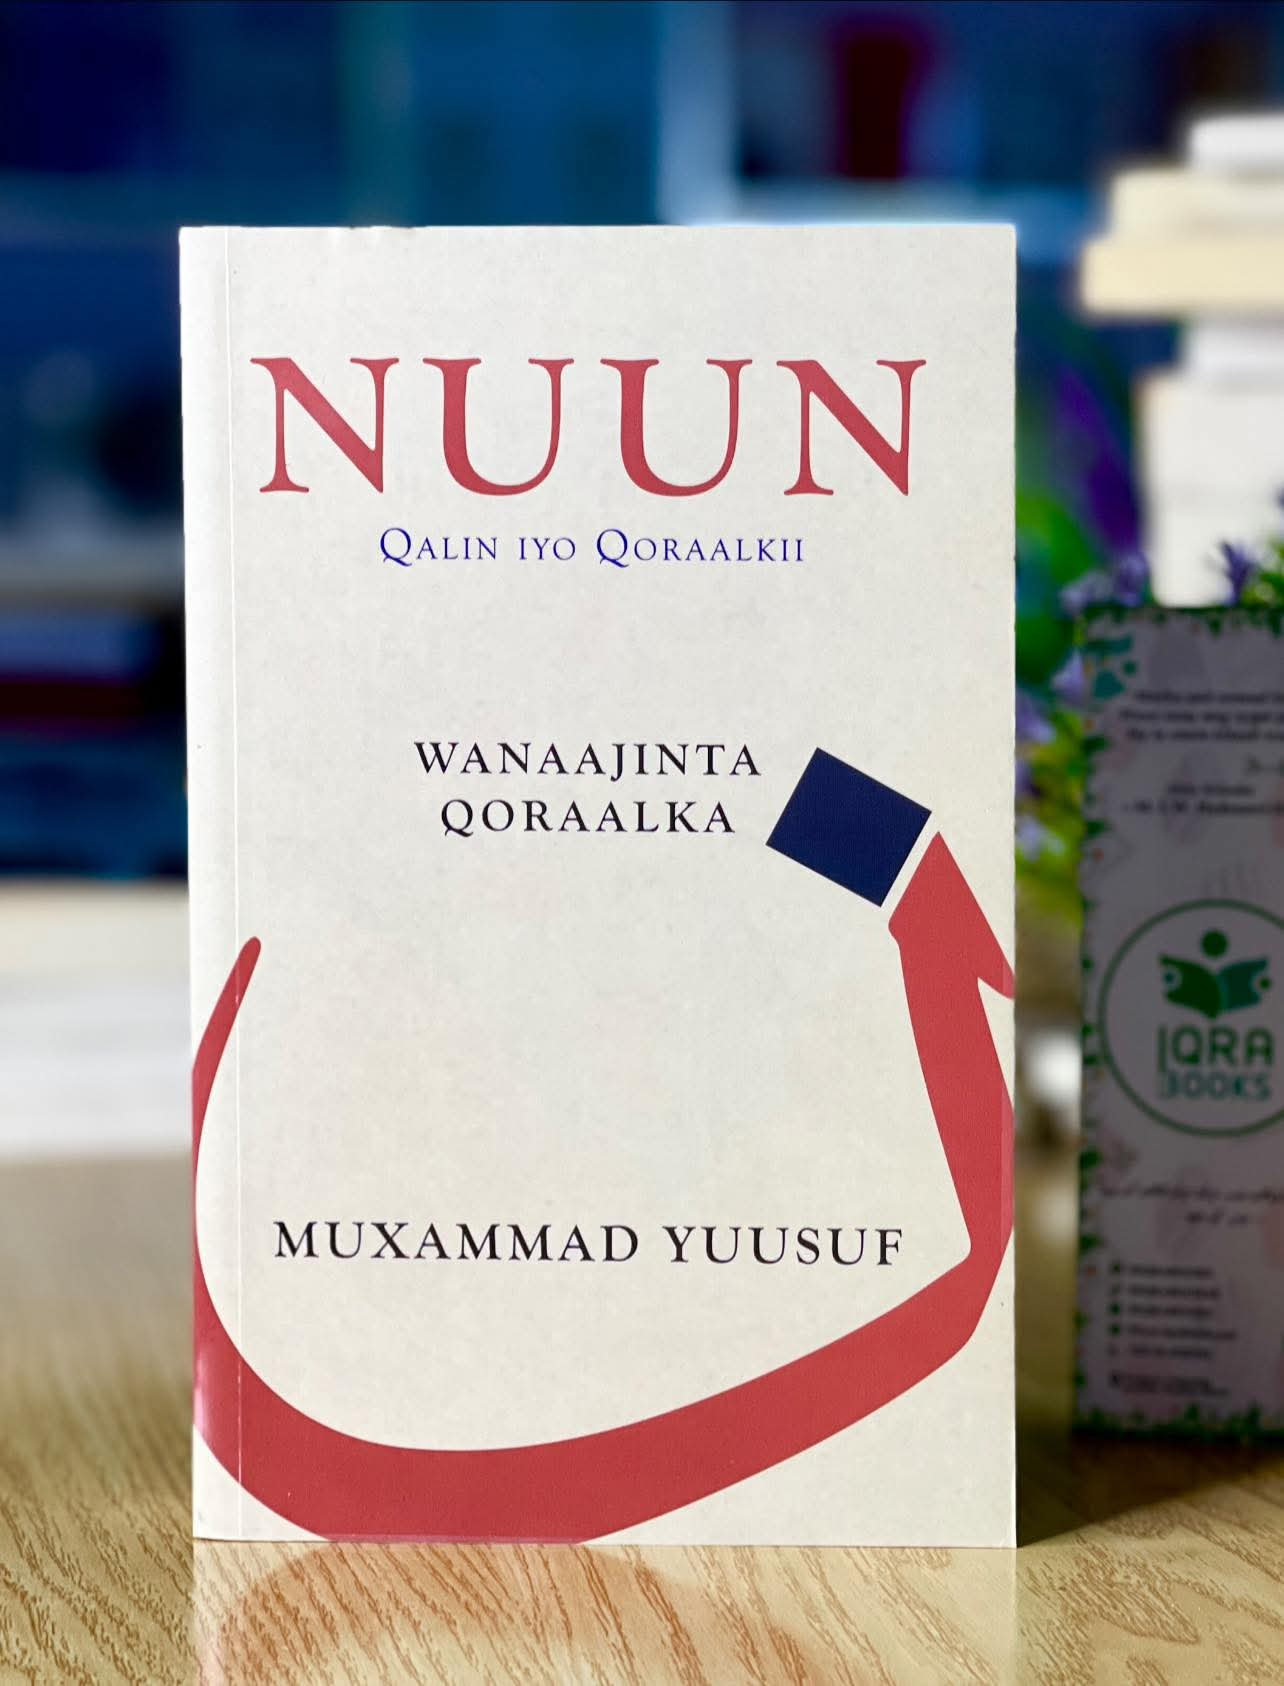 NUUN
Qalin iyo Qoraalkii
WANAAJINTA
QORAALKA
MUXAMMAD YUUSUF
IQRA
BOOKS